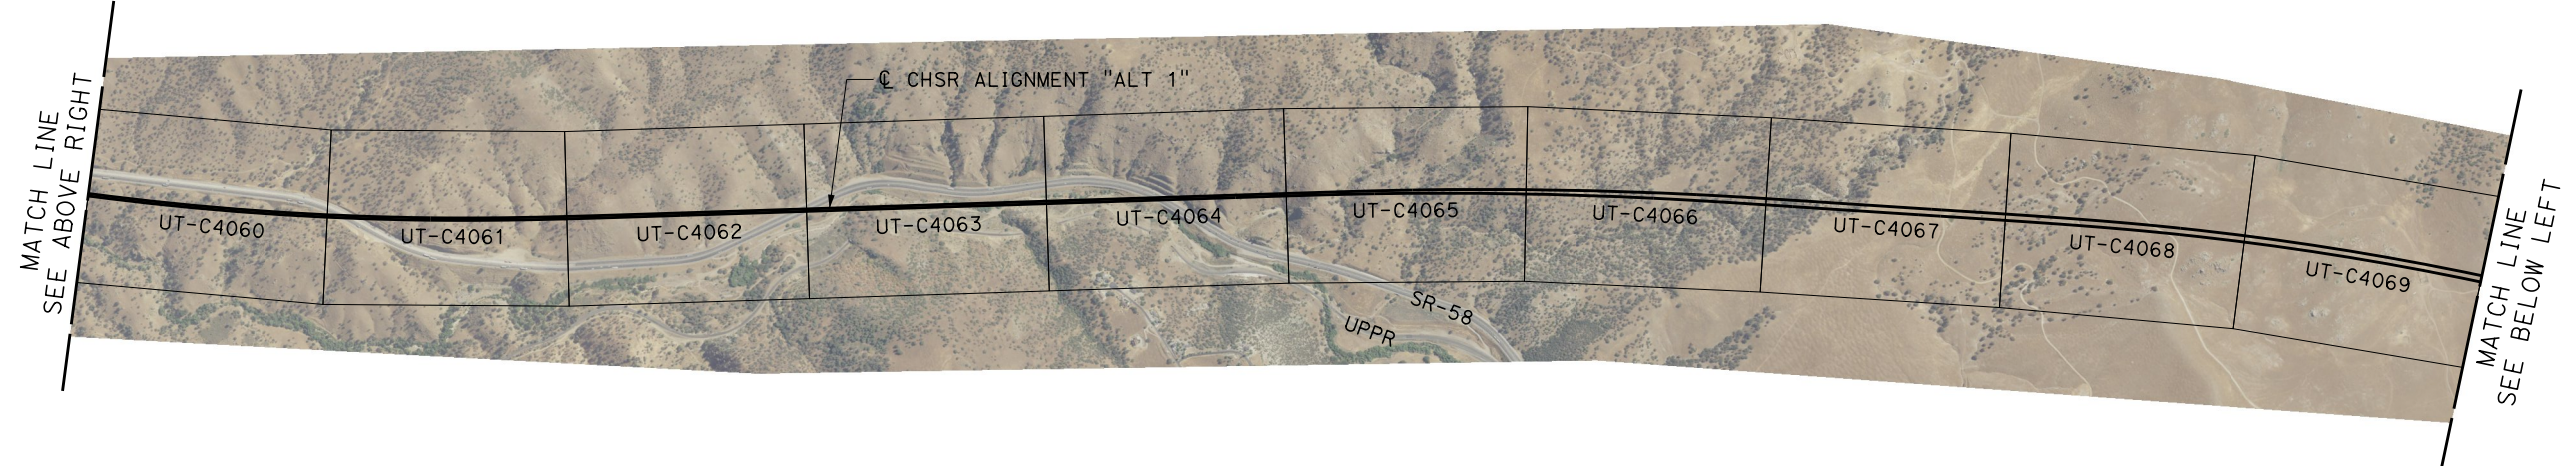 MATCH LINE
SEE ABOVE RIGHT
℄ CHSR ALIGNMENT "ALT 1"
UT-C4060
UT-C4061
UT-C4062
UT-C4063
UT-C4064
UT-C4065
UT-C4066
UT-C4067
UT-C4068
UT-C4069
SR-58
UPPR
MATCH LINE
SEE BELOW LEFT